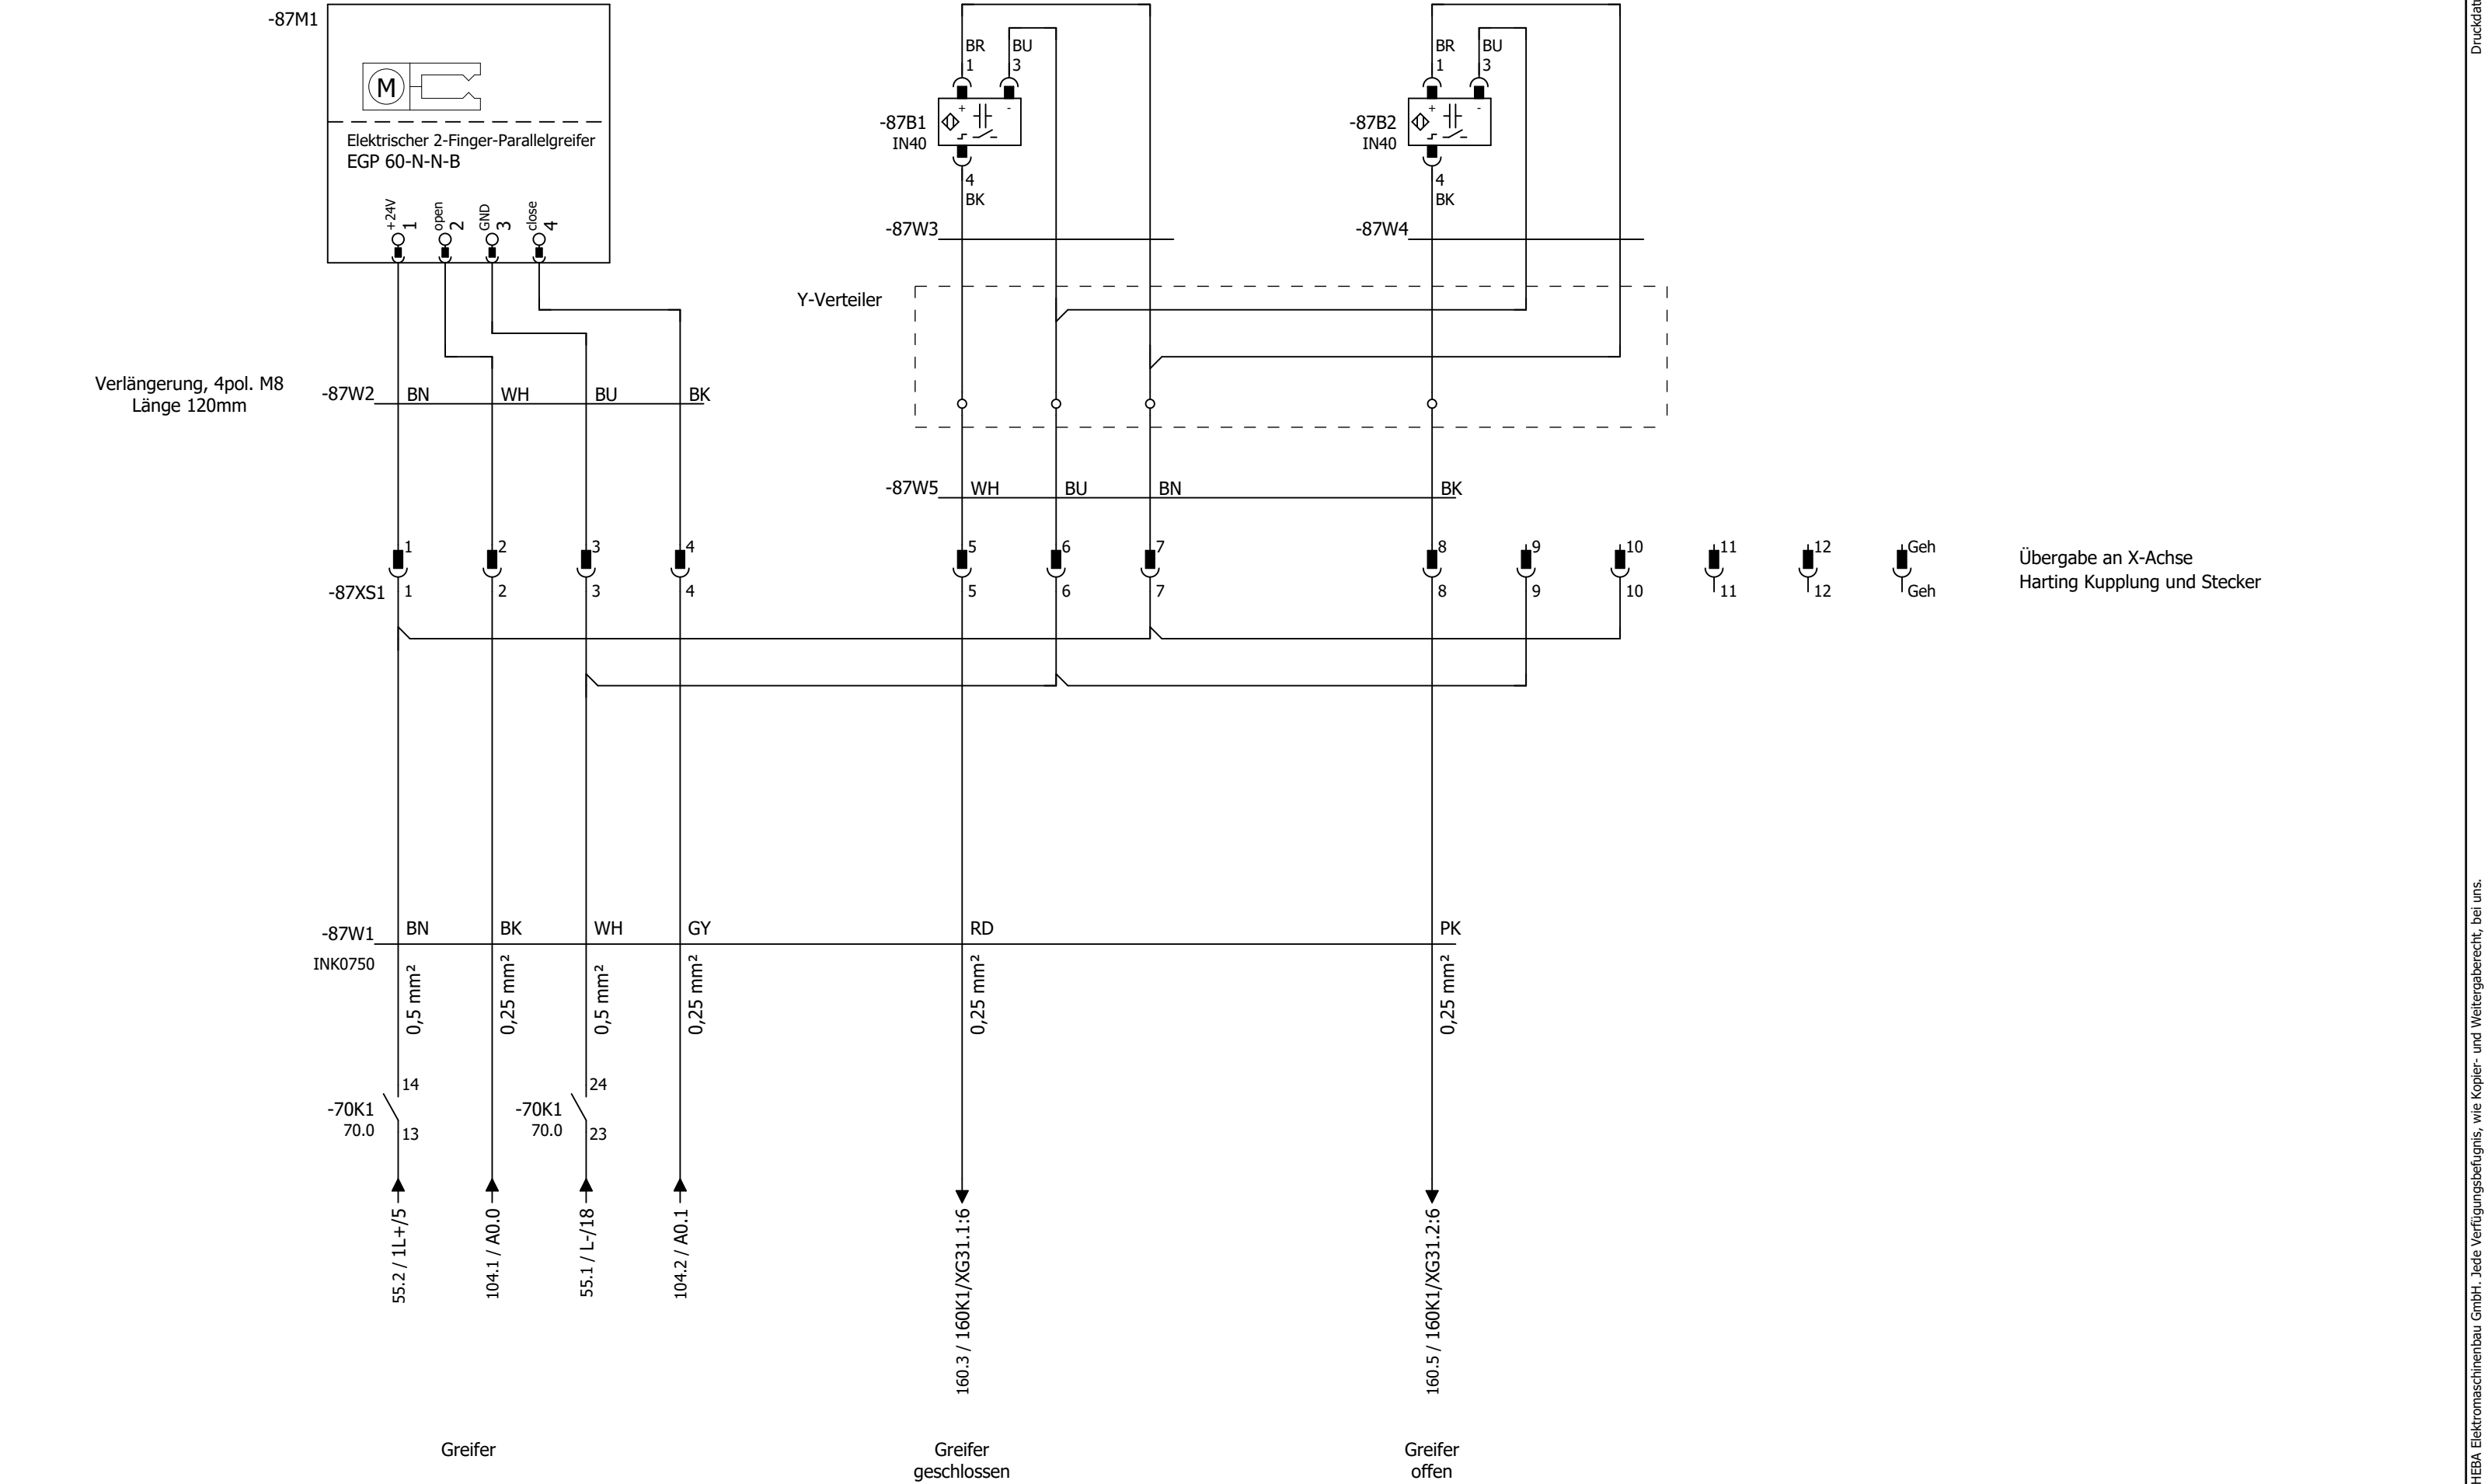 -87M1
M
Elektrischer 2-Finger-Parallelgreifer
EGP 60-N-N-B
+24V 1
open 2
GND 3
close 4
BR BU
1 3
-87B1
IN40
+ -
4
BK
-87W3
BR BU
1 3
-87B2
IN40
+ -
4
BK
-87W4
Y-Verteiler
Verlängerung, 4pol. M8
Länge 120mm
-87W2 BN WH BU BK
-87W5 WH BU BN BK
1 2 3 4 5 6 7 8 9 10 11 12 Geh
-87XS1 1 2 3 4 5 6 7 8 9 10 11 12 Geh
Übergabe an X-Achse
Harting Kupplung und Stecker
-87W1 BN BK WH GY RD PK
INK0750
0,5 mm² 0,25 mm² 0,5 mm² 0,25 mm² 0,25 mm² 0,25 mm²
14
-70K1
70.0
13
24
-70K1
70.0
23
55.2 / 1L+/5
104.1 / A0.0
55.1 / L-/18
104.2 / A0.1
160.3 / 160K1/XG31.1:6
160.5 / 160K1/XG31.2:6
Greifer
Greifer
geschlossen
Greifer
offen
HEBA Elektromaschinenbau GmbH. Jede Verfügungsbefugnis, wie Kopier- und Weitergaberecht, bei uns.